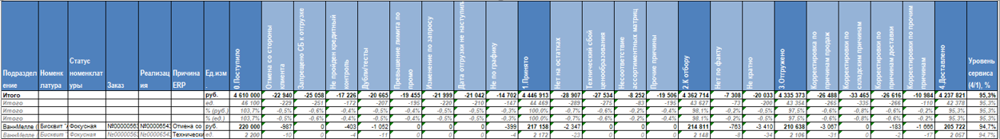 Подразделение Номенклатура Статус номенклатуры Заказ Реализация Причина ERP Ед.изм. 0.Поступило Отмена со стороны клиента Запрещено СБ к отгрузке Не пройден кредитный контроль Дубли/тесты Превышение лимита по промо Изменение по запросу Дата отгрузки не наступила Не по графику 1.Принято Нет на остатках Технический сбой ценообразования Несоответствие ассортиментных матриц Прочие причины 2.К отбору Нет по факту Не кратно 3.Отгружено Корректировка по причинам продаж Корректировка по складским причинам Корректировка по причинам доставки Корректировка по прочим причинам 4.Доставлено Уровень сервиса (4/1), %
Итого руб. 4 610 000 -22 940 -25 058 -17 226 -20 665 -19 455 -21 999 -21 042 -14 702 4 446 913 -28 907 -27 534 -8 252 -19 506 4 362 714 -7 308 -20 033 4 335 373 -26 488 -33 465 -26 616 -10 984 4 237 821 95,3%
Итого ед. 46 100 -229 -251 -172 -207 -195 -220 -210 -147 44 469 -289 -275 -83 -195 43 627 -73 -200 43 354 -265 -335 -266 -110 42 378 95,3%
Итого % (руб.) 103.7% -0.5% -0.6% -0.4% -0.5% -0.4% -0.5% -0.5% -0.3% 100,0% -0.7% -0.6% -0.2% -0.4% 98.1% -0.2% -0.5% 97,5% -0.6% -0.8% -0.6% -0.2% 95,3% 95,3%
Итого % (ед.) 103.7% -0.5% -0.6% -0.4% -0.5% -0.4% -0.5% -0.5% -0.3% 100,0% -0.7% -0.6% -0.2% -0.4% 98.1% -0.2% -0.5% 97,5% -0.6% -0.8% -0.6% -0.2% 95,3% 95,3%
ВаннМелле ( Бисквит "А Фокусная №00000563 №00006543 Отмена со руб. 220 000 -987 0 -403 -1 052 0 0 0 -399 217 158 -2 347 0 0 0 214 811 -763 -3 410 210 638 -3 067 0 -183 -1 666 205 722 94,7%
ВаннМелле ( Бисквит Фокусная №00000563 №00006543 Технически ед. 2 200 -10 0 -4 -11 0 0 0 -4 2 172 -23 0 0 0 2 148 -8 -34 2 106 -31 0 -2 -17 2 057 94,7%